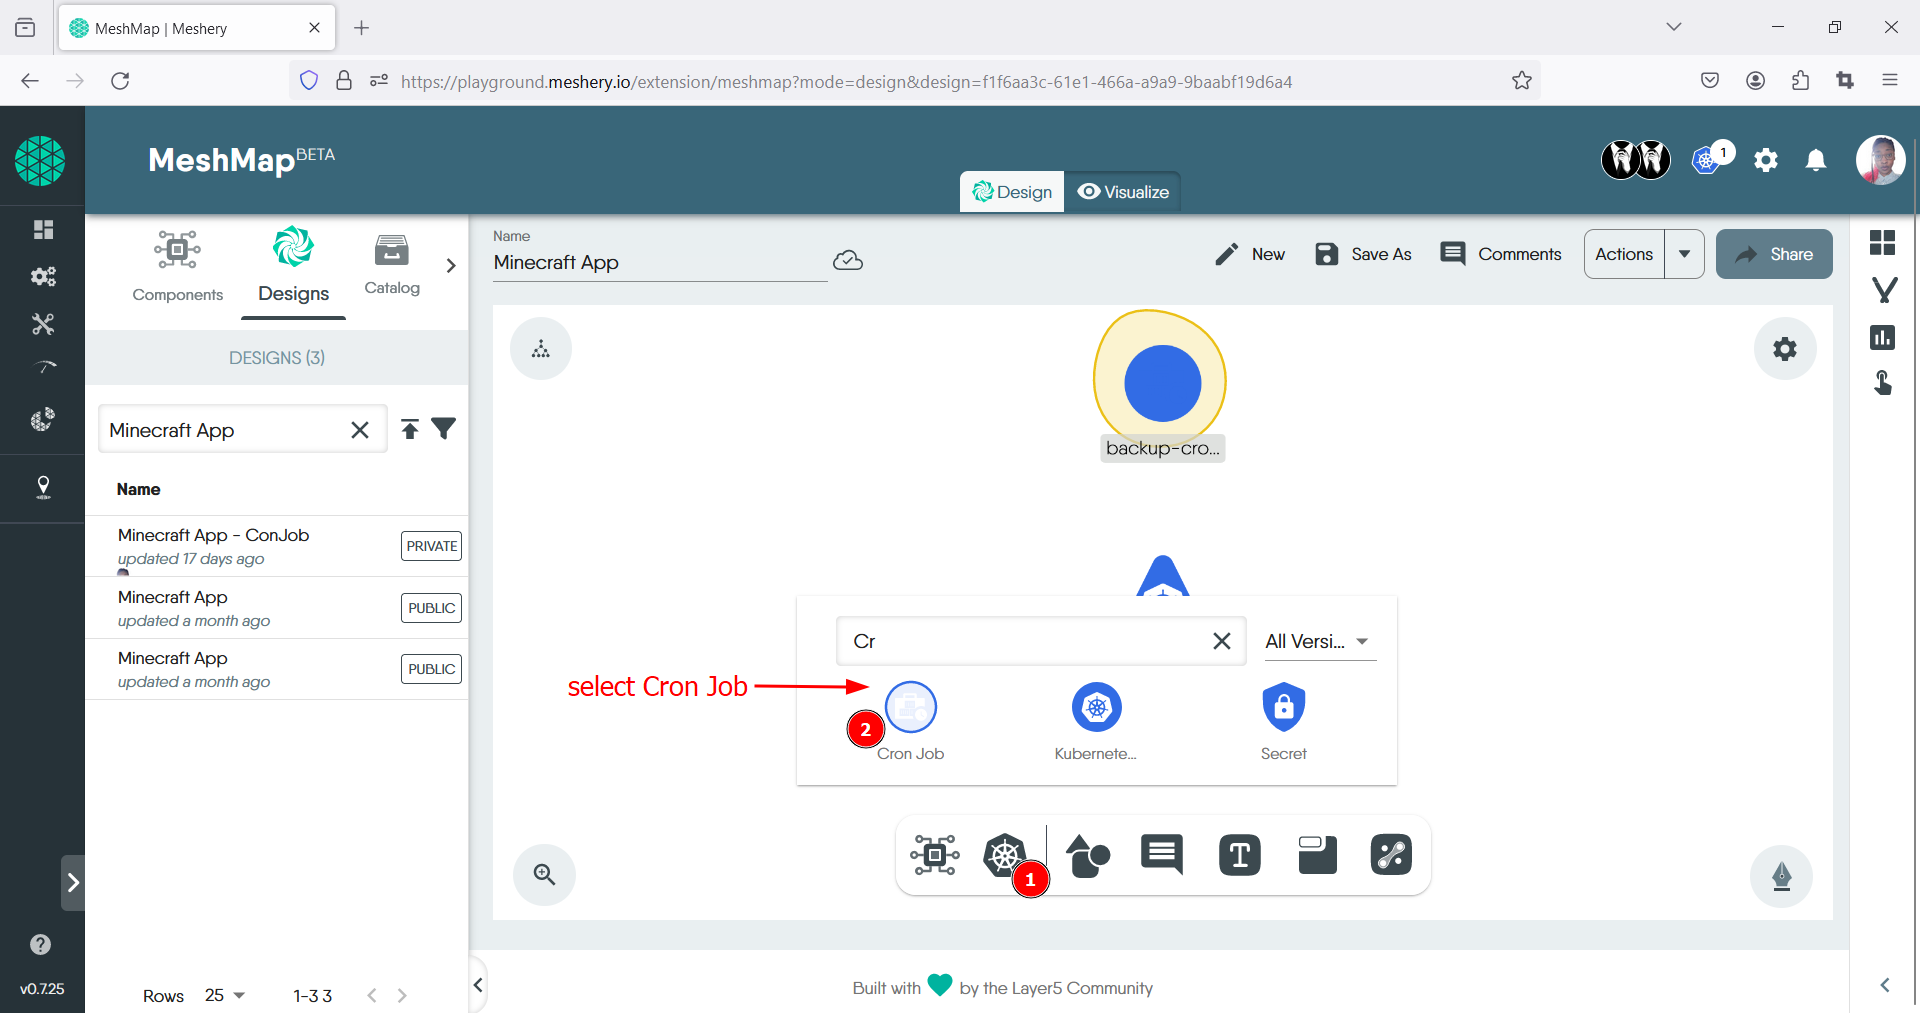 MeshMap | Meshery
https://playground.meshery.io/extension/meshmap?mode=design&design=f1f6aa3c-61e1-466a-a9a9-9baabf19d6a4
MeshMap BETA
1
Design
Visualize
Components
Designs
Catalog
Name
Minecraft App
New
Save As
Comments
Actions
Share
DESIGNS (3)
Minecraft App
Name
Minecraft App - ConJob
updated 17 days ago
PRIVATE
Minecraft App
updated a month ago
PUBLIC
Minecraft App
updated a month ago
PUBLIC
backup-cro...
Cr
All Versi...
select Cron Job
2
Cron Job
Kubernete...
Secret
T
1
v0.7.25
Rows 25 1-3 3
Built with by the Layer5 Community